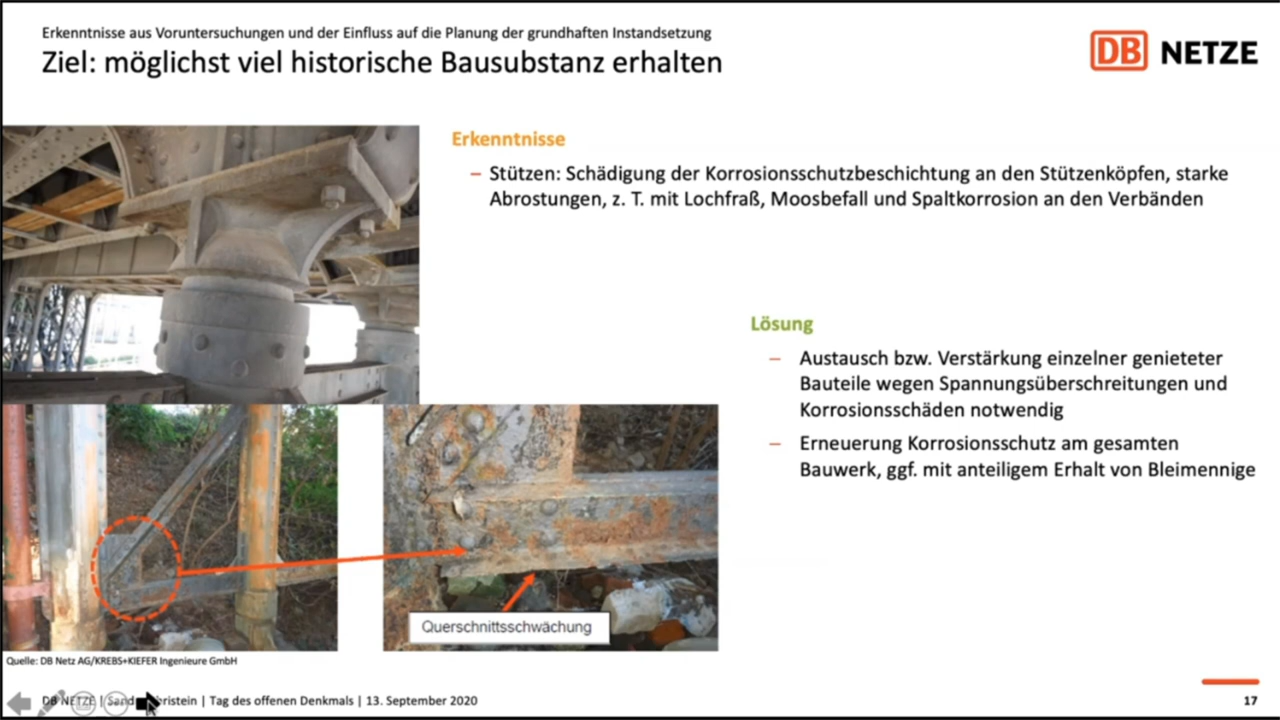 Erkenntnisse aus Voruntersuchungen und der Einfluss auf die Planung der grundhaften Instandsetzung
Ziel: möglichst viel historische Bausubstanz erhalten
DB NETZE
Erkenntnisse
– Stützen: Schädigung der Korrosionsschutzbeschichtung an den Stützenköpfen, starke
Abrostungen, z. T. mit Lochfraß, Moosbefall und Spaltkorrosion an den Verbänden
Lösung
– Austausch bzw. Verstärkung einzelner genieteter
Bauteile wegen Spannungsüberschreitungen und
Korrosionsschäden notwendig
– Erneuerung Korrosionsschutz am gesamten
Bauwerk, ggf. mit anteiligem Erhalt von Bleimennige
Querschnittsschwächung
Quelle: DB Netz AG/KREBS+KIEFER Ingenieure GmbH
DB NETZE | | Tag des offenen Denkmals | 13. September 2020
17